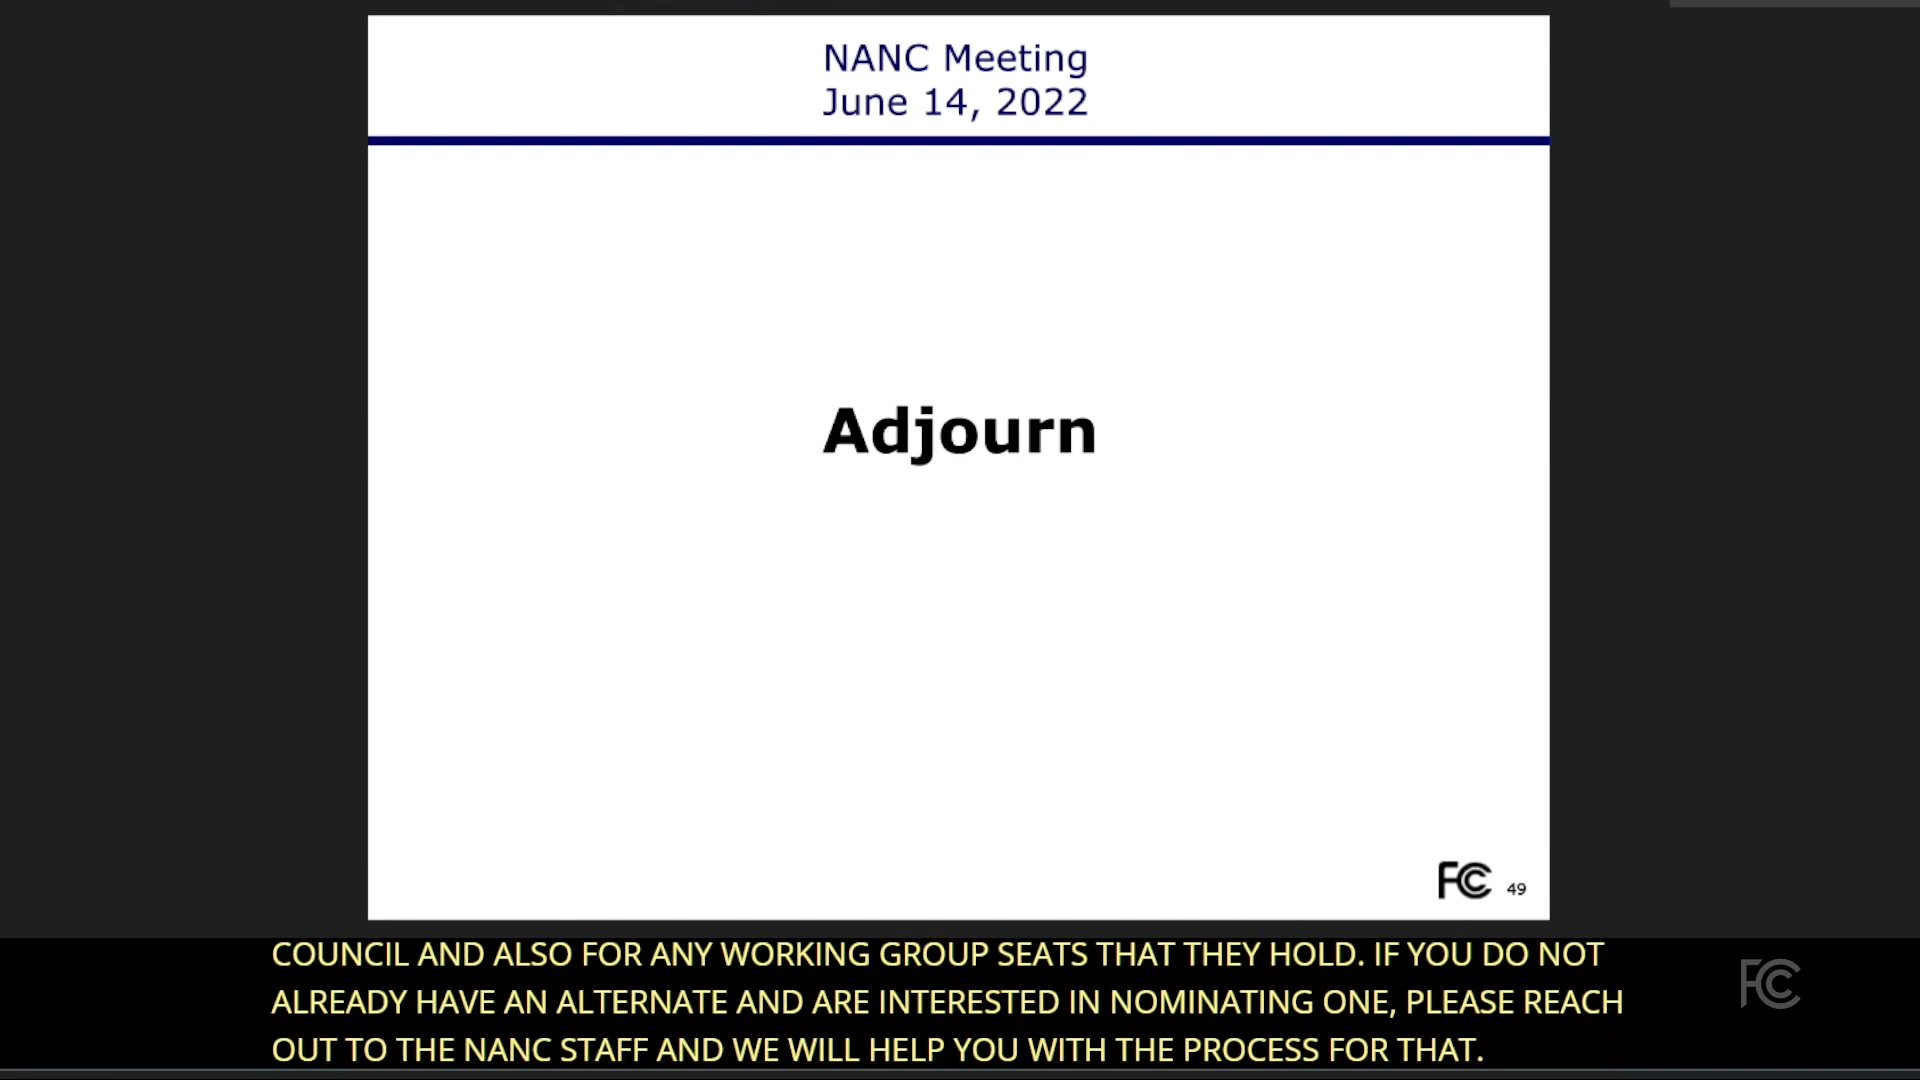 NANC Meeting
June 14, 2022
Adjourn
FCC 49
COUNCIL AND ALSO FOR ANY WORKING GROUP SEATS THAT THEY HOLD. IF YOU DO NOT
ALREADY HAVE AN ALTERNATE AND ARE INTERESTED IN NOMINATING ONE, PLEASE REACH
OUT TO THE NANC STAFF AND WE WILL HELP YOU WITH THE PROCESS FOR THAT.
FCC